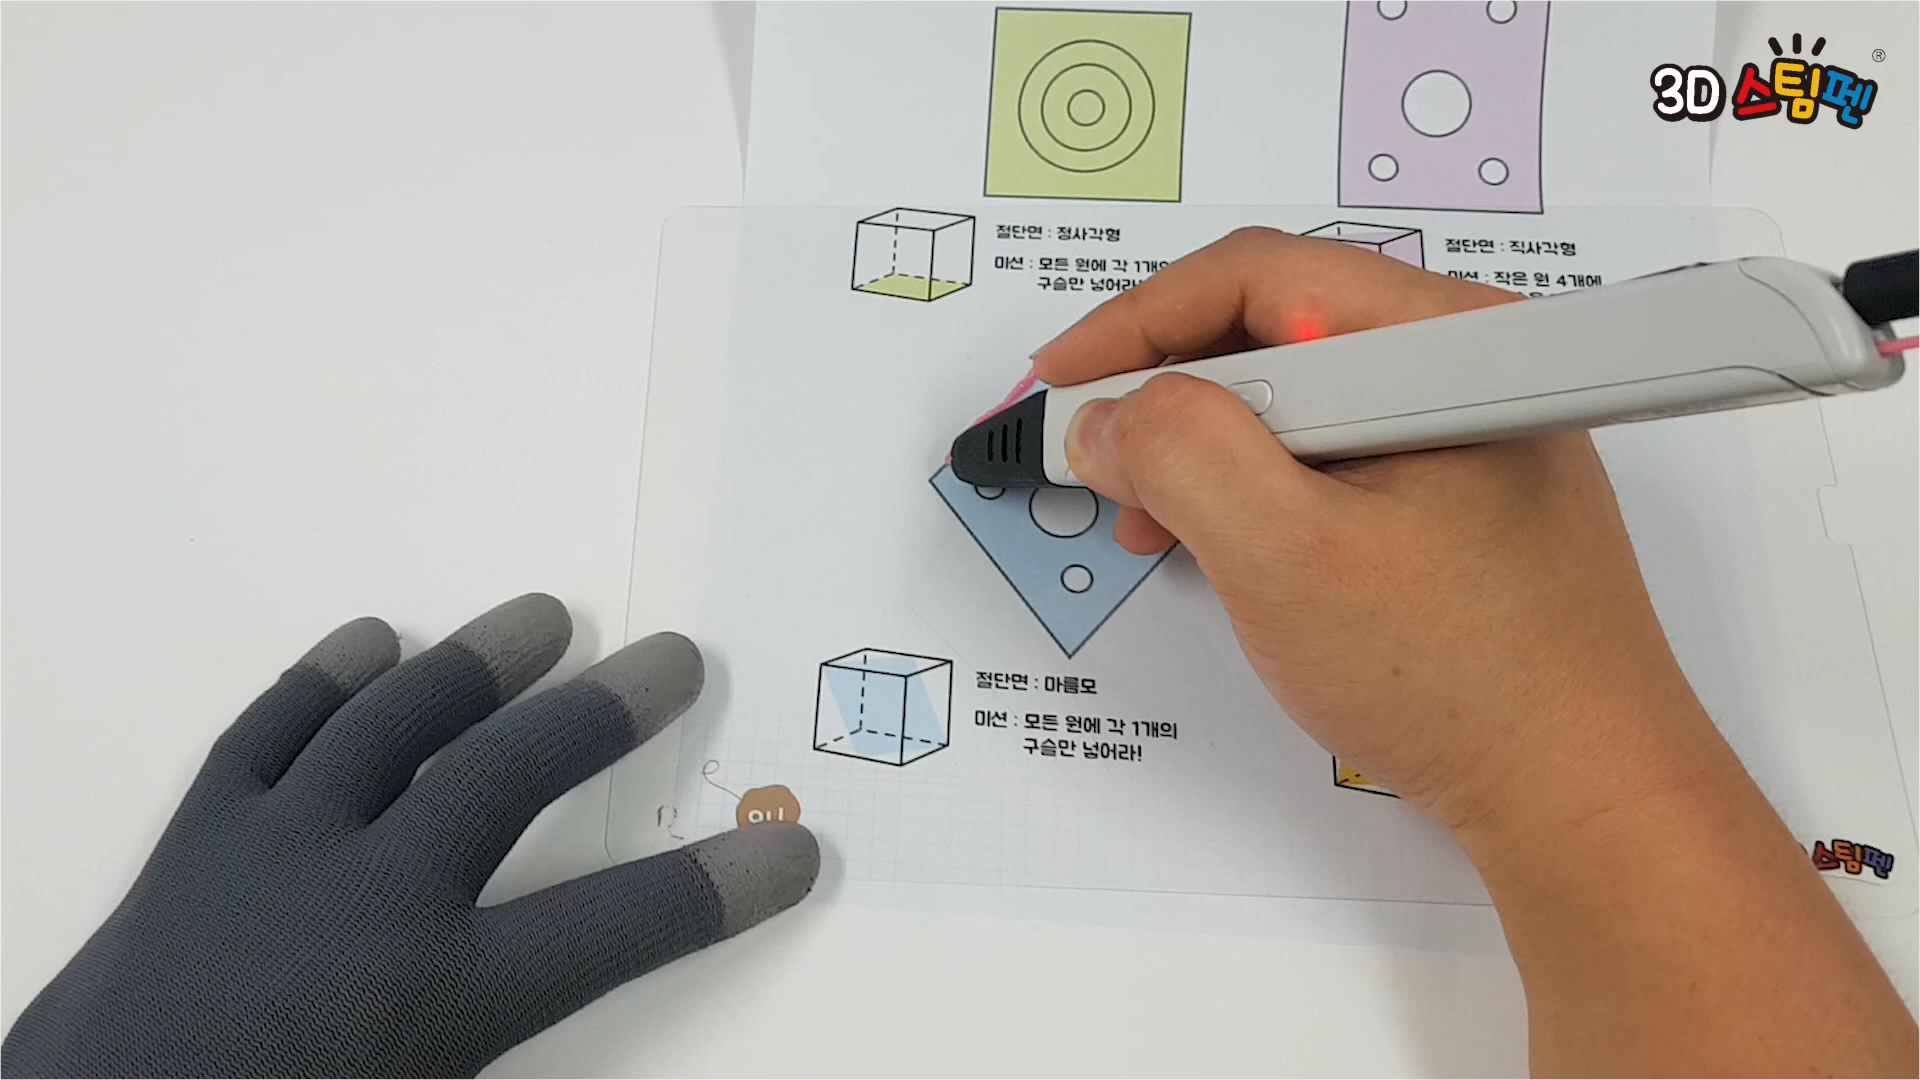 3D 스팀펜 ®
절단면 : 정사각형
미션 : 모든 원에 각 1개의
구슬만 넣어라!
절단면 : 직사각형
미션 : 작은 원 4개에
절단면 : 마름모
미션 : 모든 원에 각 1개의
구슬만 넣어라!
스팀펜